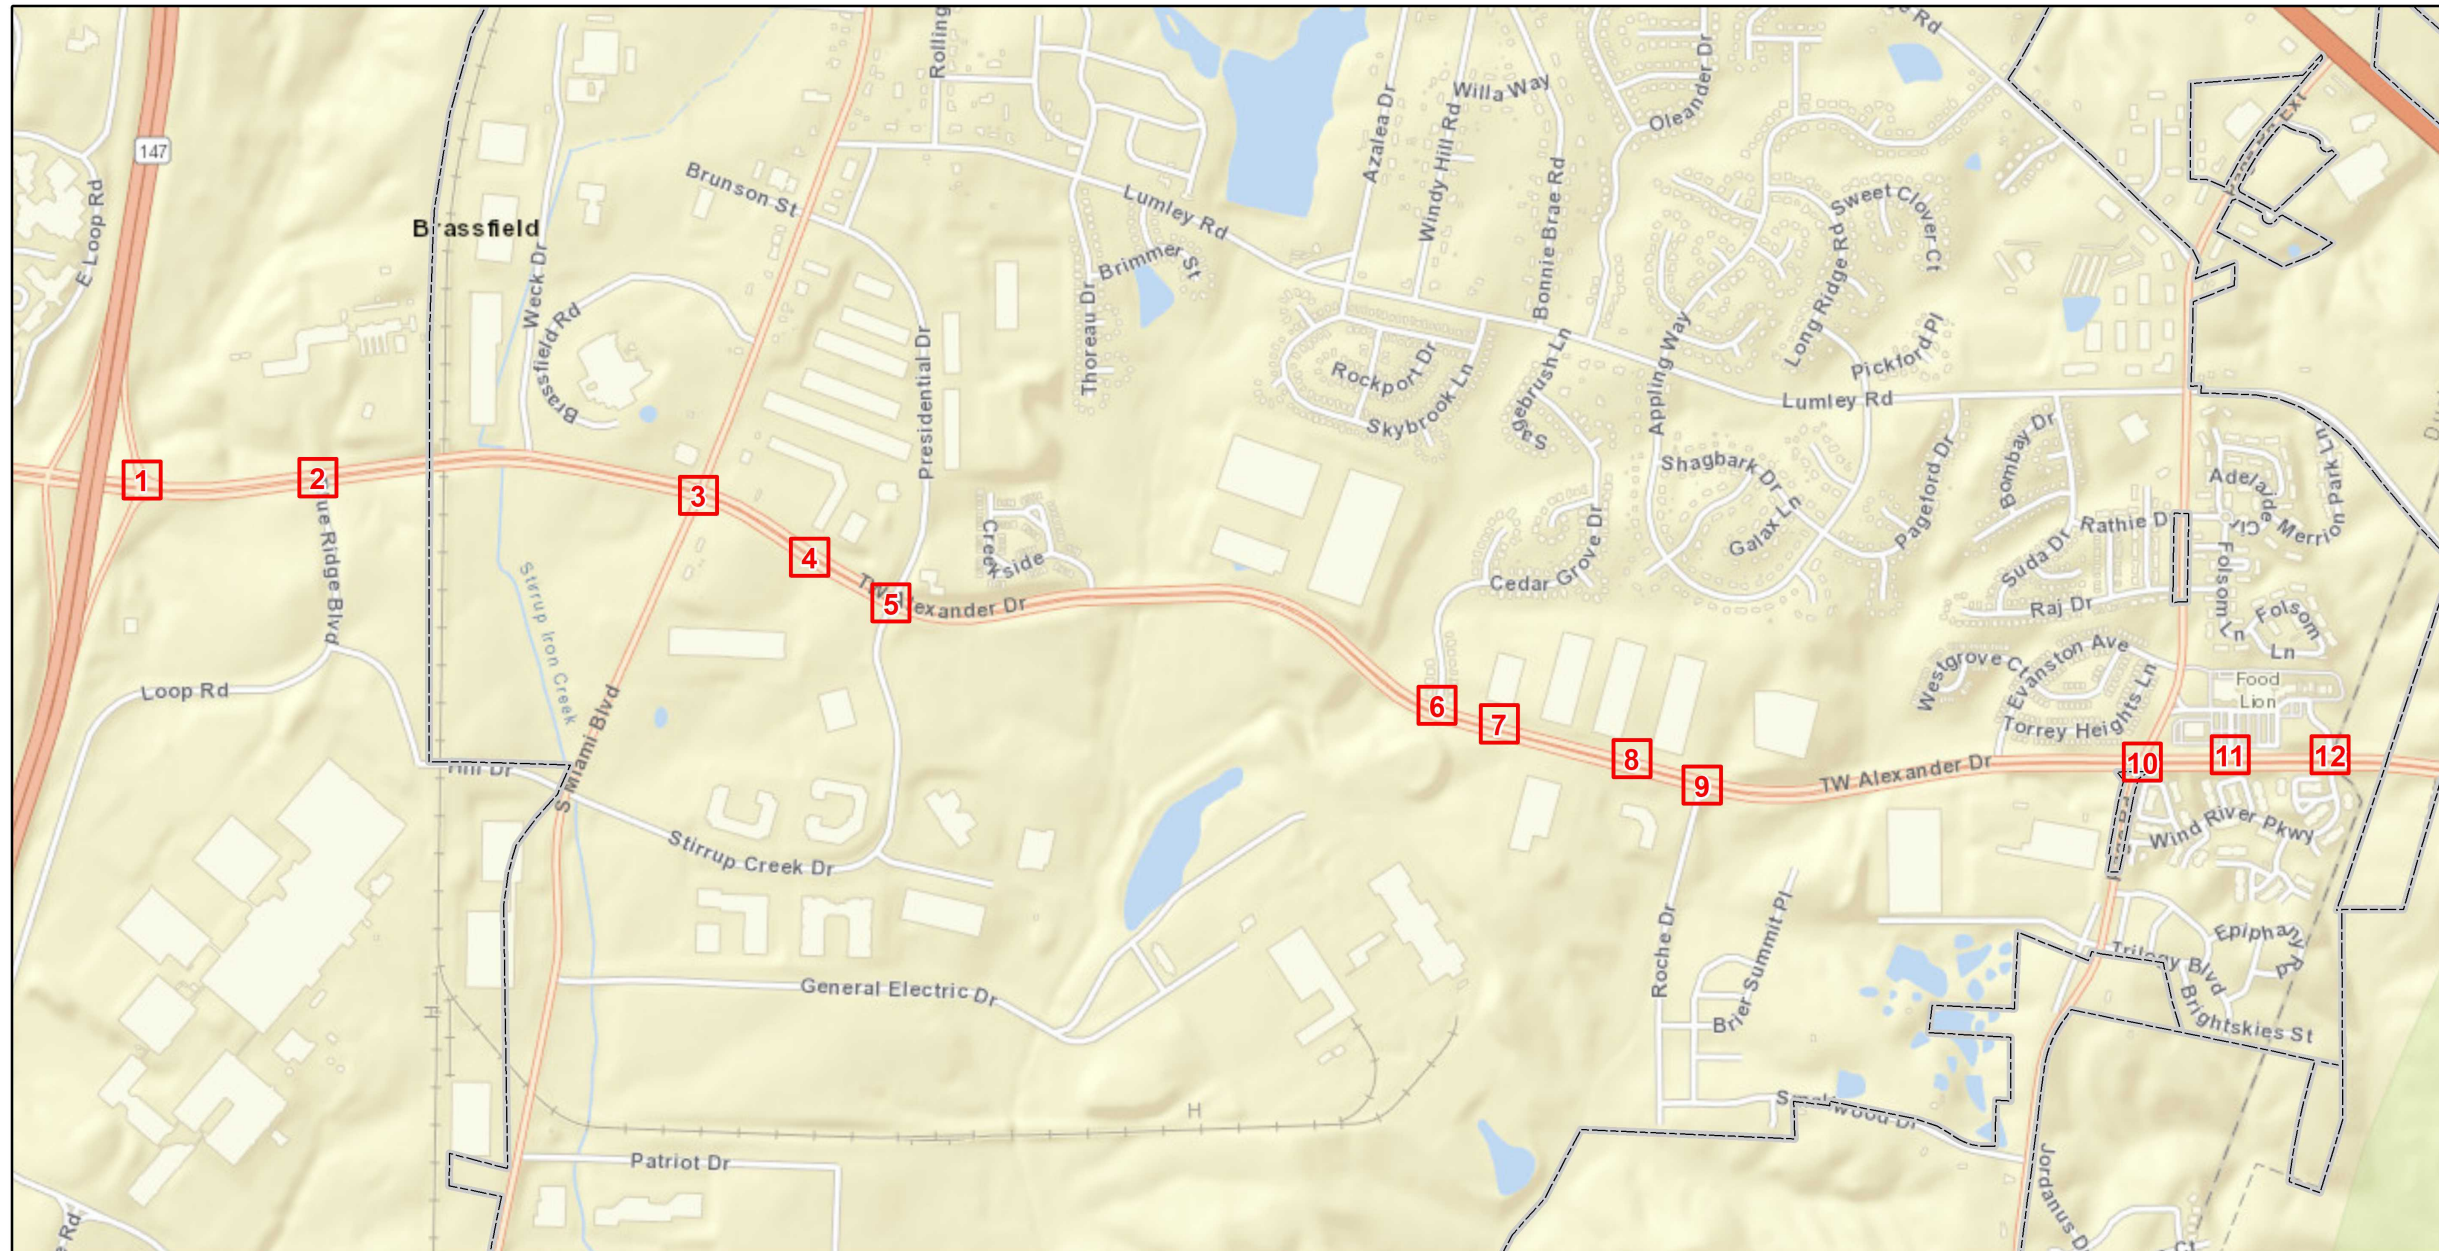 Rolling
Azalea Dr
Windy Hill Rd
Willa Way
Oleander Dr
Bonnie Brae Rd
147
E Loop Rd
Brassfield
Weck Dr
Brassfield Rd
Brunson St
Lumley Rd
Brimmer St
Thoreau Dr
Presidential Dr
Sweet Clover Ct
Long Ridge Rd
Pickford Pl
Appling Way
Rockport Dr
Skybrook Ln
Sagebrush Ln
Lumley Rd
Bombay Dr
Pageford Dr
Shagbark Dr
Galax Ln
Cedar Grove Dr
Adelaide Cir
Merrion Park Ln
Rathie D
Suda Dr
Raj Dr
Folsom Ln
Folsom
Ln
Westgrove Ct
Evanston Ave
Torrey Heights Ln
Food
Lion
1
2
3
4
5
6
7
8
9
10
11
12
Creekside
TW Alexander Dr
TW Alexander Dr
ue Ridge Blvd
Loop Rd
Stirrup Iron Creek
S Miami Blvd
Stirrup Creek Dr
General Electric Dr
Patriot Dr
H
H
Roche Dr
Brier Summit Pl
Wind River Pkwy
Epiphany Rd
Trilogy Blvd
Brightskies St
Smallwood Dr
Jordanus D
Ct
e Rd